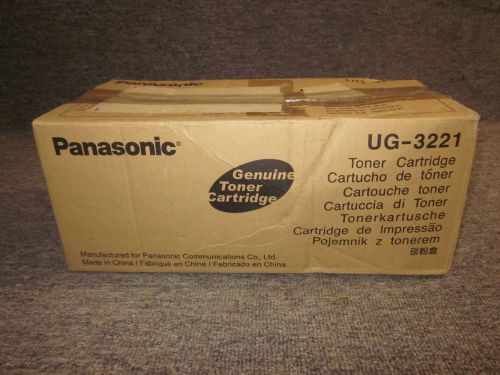 UG
Panasonic®
Genuine
Toner
Cartridge
UG-3221
Toner Cartridge
Cartucho de tóner
Cartouche toner
Cartuccia di Toner
Tonerkartusche
Cartridge de Impressão
Pojemnik z tonerem
碳粉盒
Manufactured for Panasonic Communications Co., Ltd.
Made in China / Fabriqué en Chine / Fabricado en China